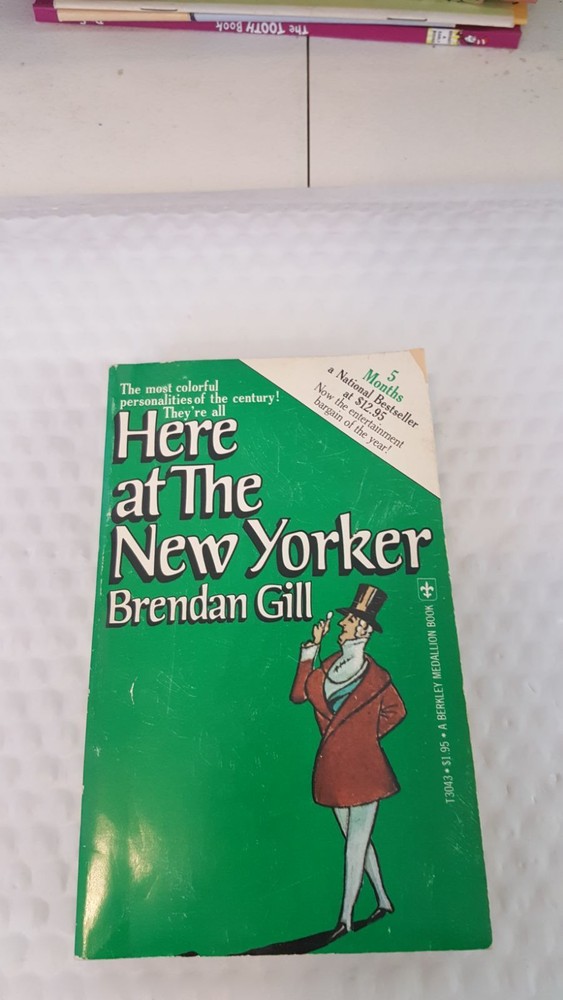 The TOOTH Book
The most colorful
personalities of the century!
They're all
Here
at The
New Yorker
Brendan Gill
5
Months
a National Bestseller
at $12.95
Now the entertainment
bargain of the year!
T3043 • $1.95 • A BERKLEY MEDALLION BOOK